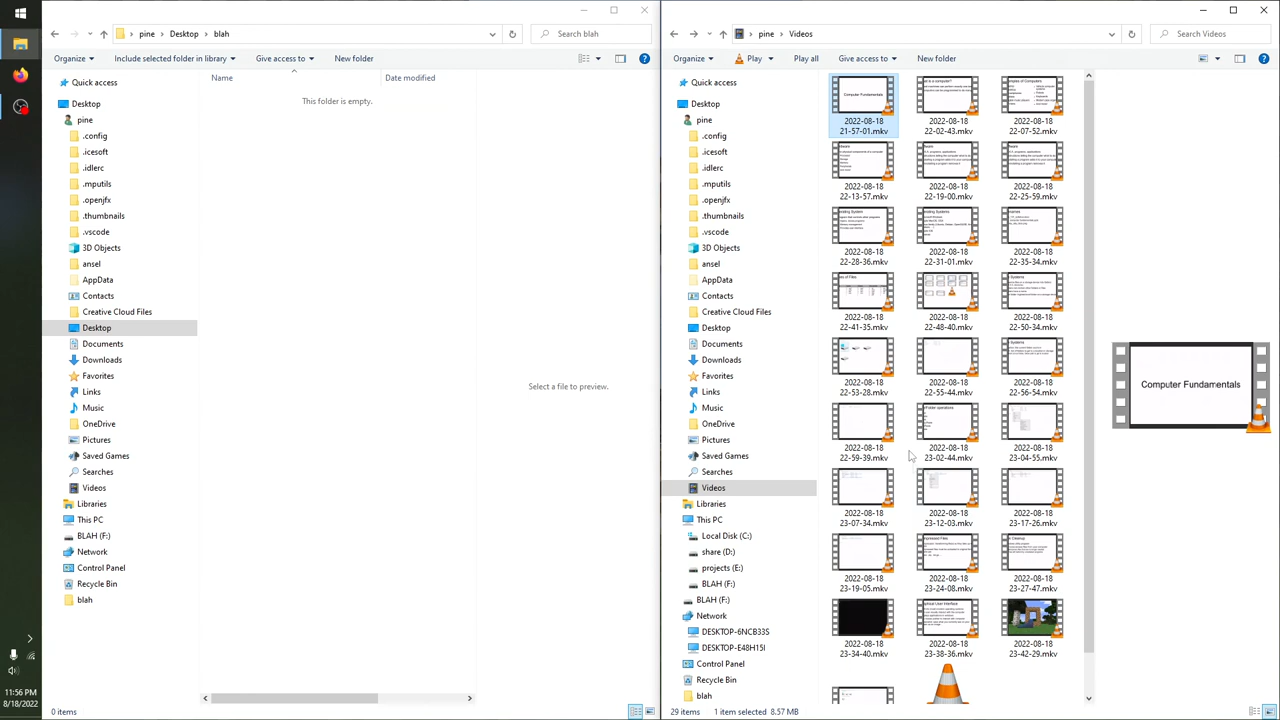 pine Desktop blah
Search blah
Organize Include selected folder in library Give access to New folder
Name Date modified
This folder is empty.
Select a file to preview.
Quick access
Desktop
pine
.config
.icesoft
.idlerc
.mputils
.openjfx
.thumbnails
.vscode
3D Objects
ansel
AppData
Contacts
Creative Cloud Files
Desktop
Documents
Downloads
Favorites
Links
Music
OneDrive
Pictures
Saved Games
Searches
Videos
Libraries
This PC
BLAH (F:)
Network
Control Panel
Recycle Bin
blah
0 items
11:56 PM
8/18/2022
pine Videos
Search Videos
Organize Play Play all Give access to New folder
Quick access
Desktop
pine
.config
.icesoft
.idlerc
.mputils
.openjfx
.thumbnails
.vscode
3D Objects
ansel
AppData
Contacts
Creative Cloud Files
Desktop
Documents
Downloads
Favorites
Links
Music
OneDrive
Pictures
Saved Games
Searches
Videos
Libraries
This PC
Local Disk (C:)
share (D:)
projects (E:)
BLAH (F:)
BLAH (F:)
Network
DESKTOP-6NCB33S
DESKTOP-E48H15I
Control Panel
Recycle Bin
blah
Computer Fundamentals
2022-08-18 2022-08-18 2022-08-18
21-57-01.mkv 22-02-43.mkv 22-07-52.mkv
2022-08-18 2022-08-18 2022-08-18
22-13-57.mkv 22-19-00.mkv 22-25-59.mkv
2022-08-18 2022-08-18 2022-08-18
22-28-36.mkv 22-31-01.mkv 22-35-34.mkv
2022-08-18 2022-08-18 2022-08-18
22-41-35.mkv 22-48-40.mkv 22-50-34.mkv
2022-08-18 2022-08-18 2022-08-18
22-53-28.mkv 22-55-44.mkv 22-56-54.mkv
2022-08-18 2022-08-18 2022-08-18
22-59-39.mkv 23-02-44.mkv 23-04-55.mkv
2022-08-18 2022-08-18 2022-08-18
23-07-34.mkv 23-12-03.mkv 23-17-26.mkv
2022-08-18 2022-08-18 2022-08-18
23-19-05.mkv 23-24-08.mkv 23-27-47.mkv
2022-08-18 2022-08-18 2022-08-18
23-34-40.mkv 23-38-36.mkv 23-42-29.mkv
Computer Fundamentals
29 items 1 item selected 8.57 MB